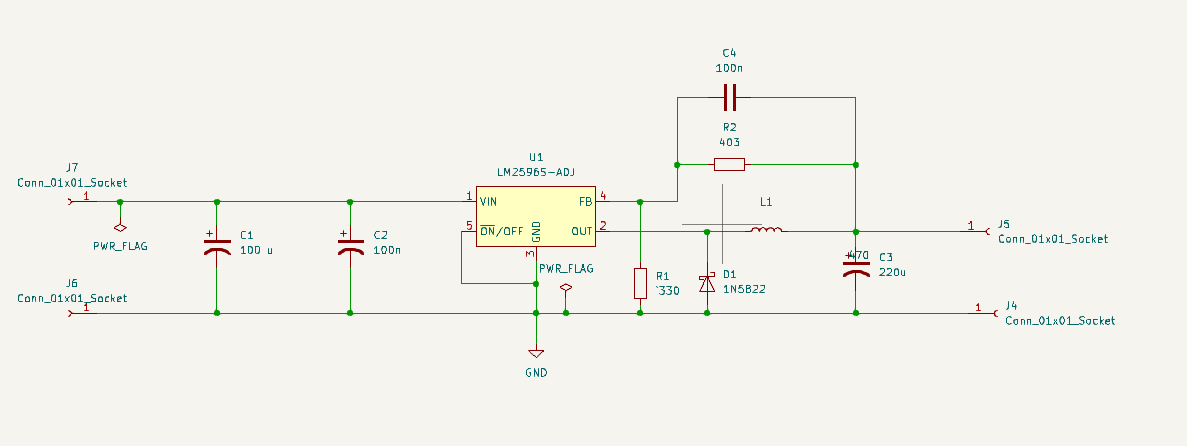 C4
100n
R2
403
U1
LM2596S-ADJ
J7
Conn_01x01_Socket
1
1 VIN
FB 4
L1
5 ON/OFF
GND
OUT 2
3
1
J5
Conn_01x01_Socket
PWR_FLAG
+
C1
100 u
+
C2
100n
PWR_FLAG
R1
`330
D1
1N5822
+
470
C3
220u
J6
Conn_01x01_Socket
1
1
J4
Conn_01x01_Socket
GND